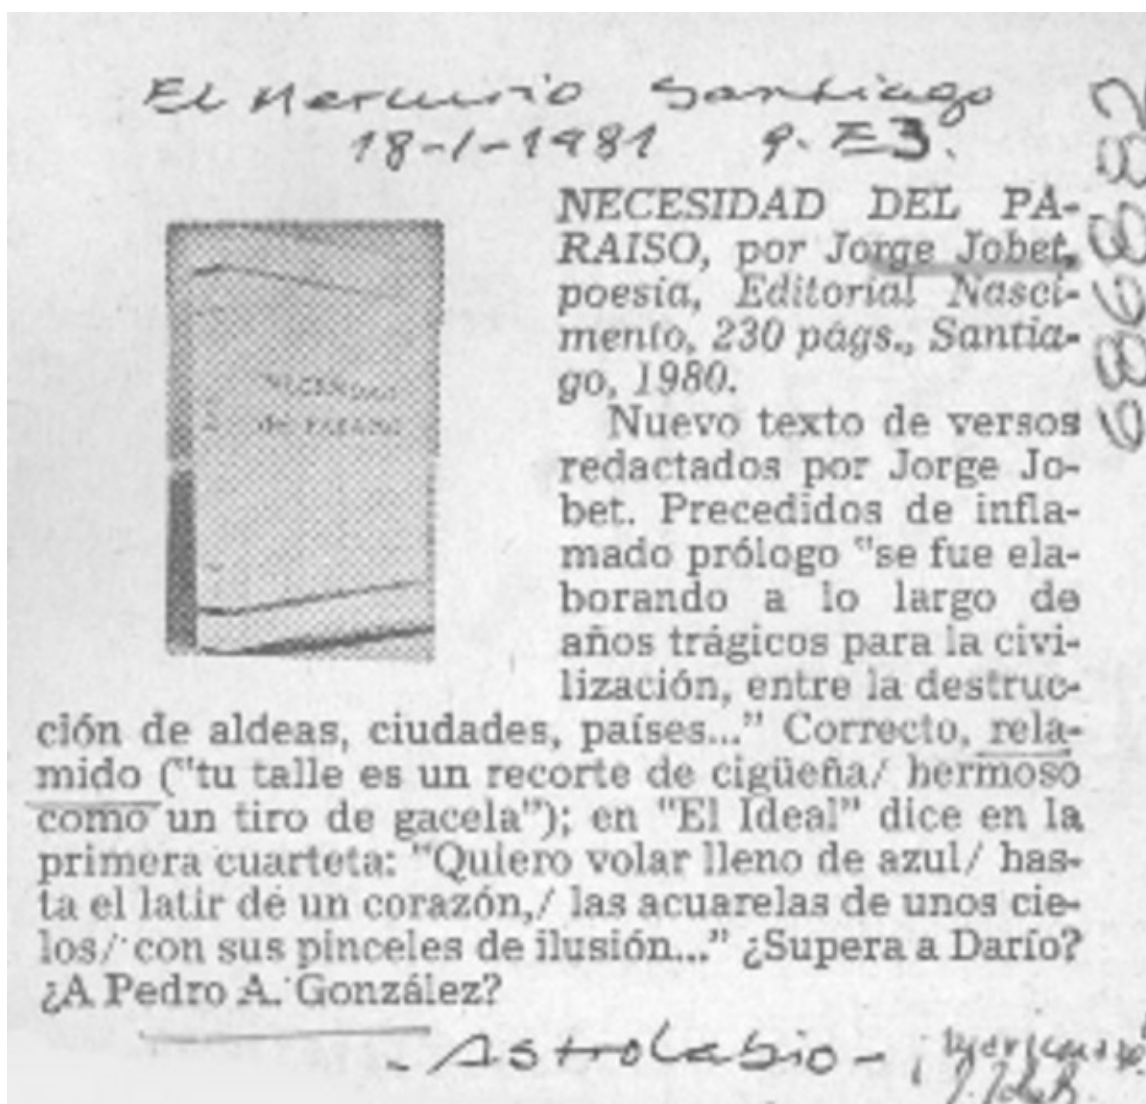 El Mercurio Santiago
18-1-1981 p. E3.
NECESIDAD DEL PA-
RAISO, por Jorge Jobet,
poesía, Editorial Nasci-
mento, 230 págs., Santia-
go, 1980.
Nuevo texto de versos
redactados por Jorge Jo-
bet. Precedidos de infla-
mado prólogo "se fue ela-
borando a lo largo de
años trágicos para la civi-
lización, entre la destruc-
ción de aldeas, ciudades, países..." Correcto, rela-
mido ("tu talle es un recorte de cigüeña/ hermoso
como un tiro de gacela"); en "El Ideal" dice en la
primera cuarteta: "Quiero volar lleno de azul/ has-
ta el latir de un corazón,/ las acuarelas de unos cie-
los/ con sus pinceles de ilusión..." ¿Supera a Darío?
¿A Pedro A. González?
- Astrolabio -
NECESIDAD
del PARAISO